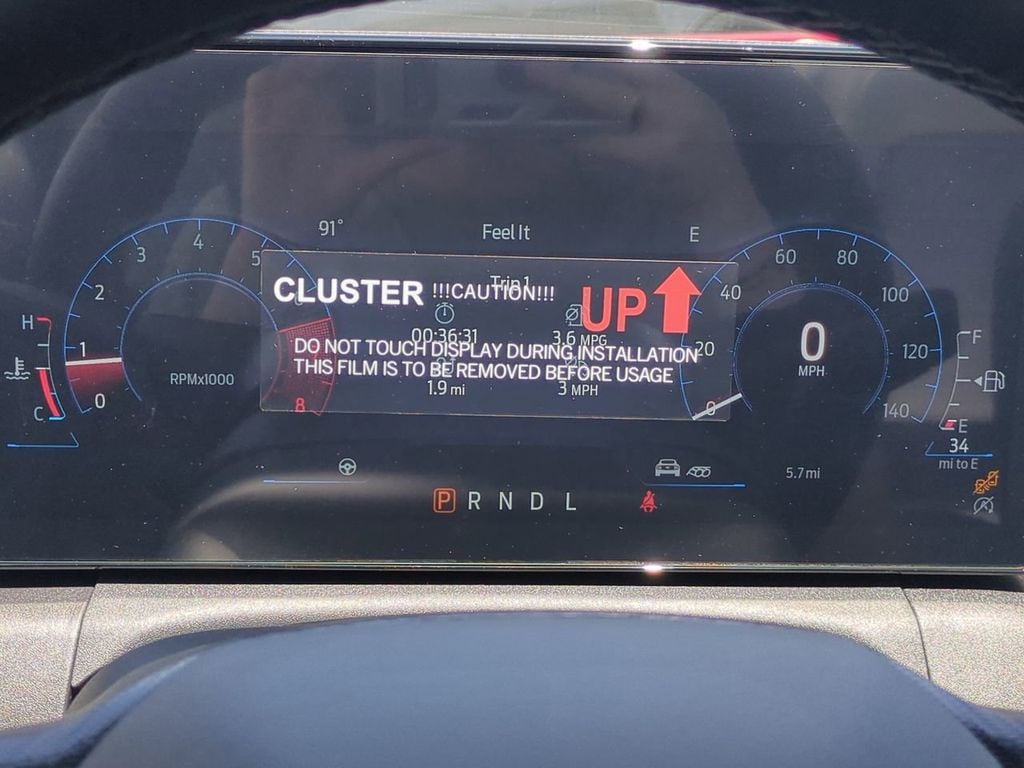 91°
Feel It
E
3
4
5
2
1
0
8
RPMx1000
H
C
CLUSTER !!!CAUTION!!! UP
Trip 1
00:36:31
3.6 MPG
DO NOT TOUCH DISPLAY DURING INSTALLATION
THIS FILM IS TO BE REMOVED BEFORE USAGE
1.9 mi
3 MPH
0
20
40
60
80
100
120
140
0
MPH
F
E
34
mi to E
5.7 mi
P R N D L